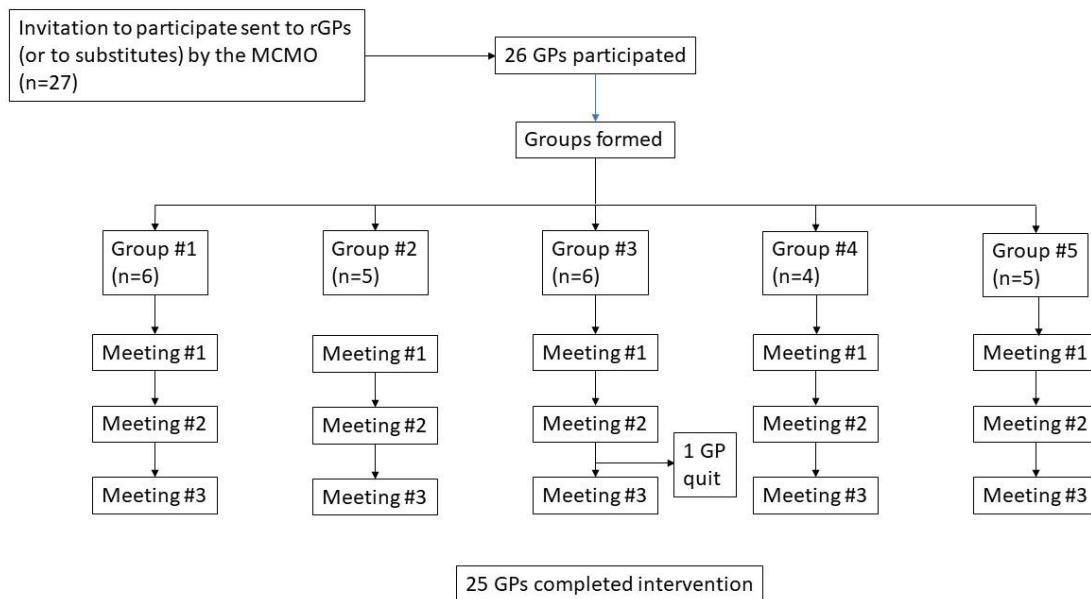 Invitation to participate sent to rGPs
(or to substitutes) by the MCMO
(n=27)
26 GPs participated
Groups formed
Group #1
(n=6)
Group #2
(n=5)
Group #3
(n=6)
Group #4
(n=4)
Group #5
(n=5)
Meeting #1
Meeting #1
Meeting #1
Meeting #1
Meeting #1
Meeting #2
Meeting #2
Meeting #2
Meeting #2
Meeting #2
1 GP
quit
Meeting #3
Meeting #3
Meeting #3
Meeting #3
Meeting #3
25 GPs completed intervention